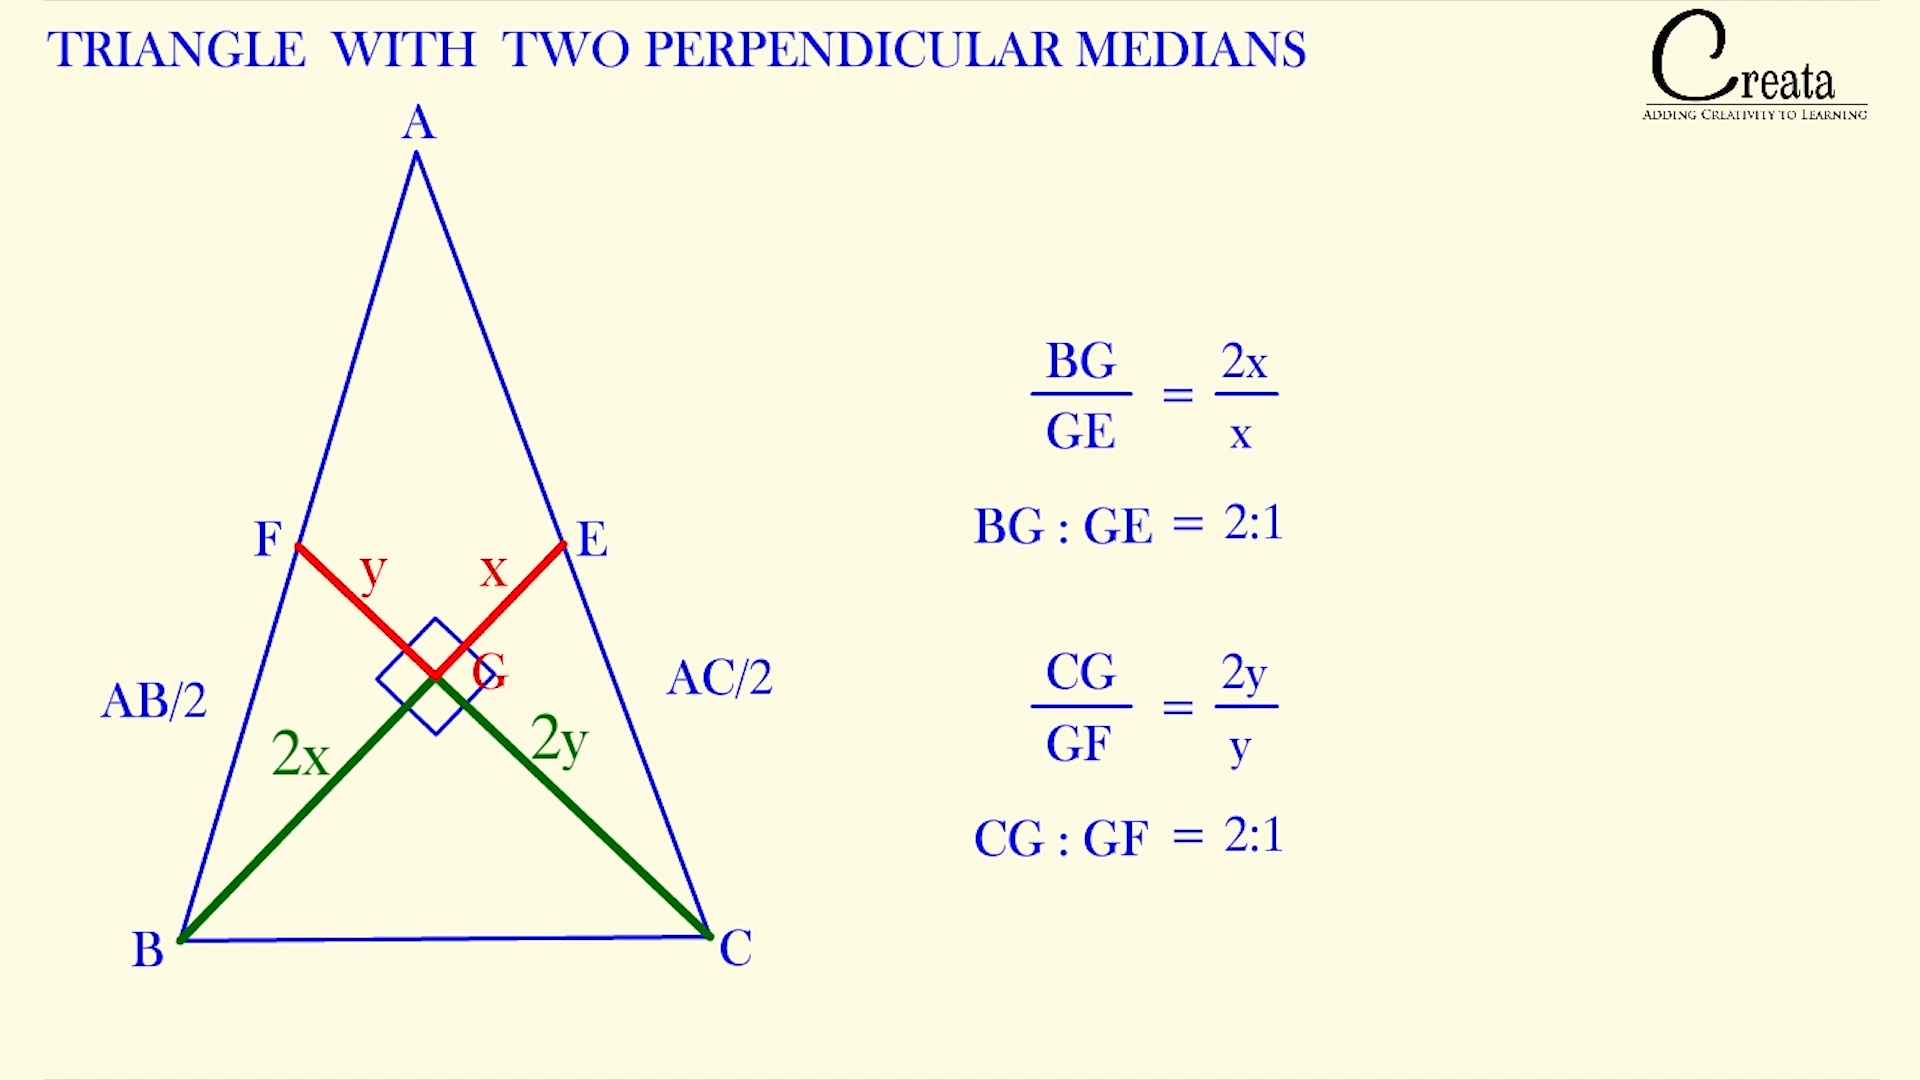 TRIANGLE WITH TWO PERPENDICULAR MEDIANS
Creata
ADDING CREATIVITY TO LEARNING
A
F
E
y
x
G
AB/2
AC/2
2x
2y
B
C
BG
GE
=
2x
x
BG : GE = 2:1
CG
GF
=
2y
y
CG : GF = 2:1